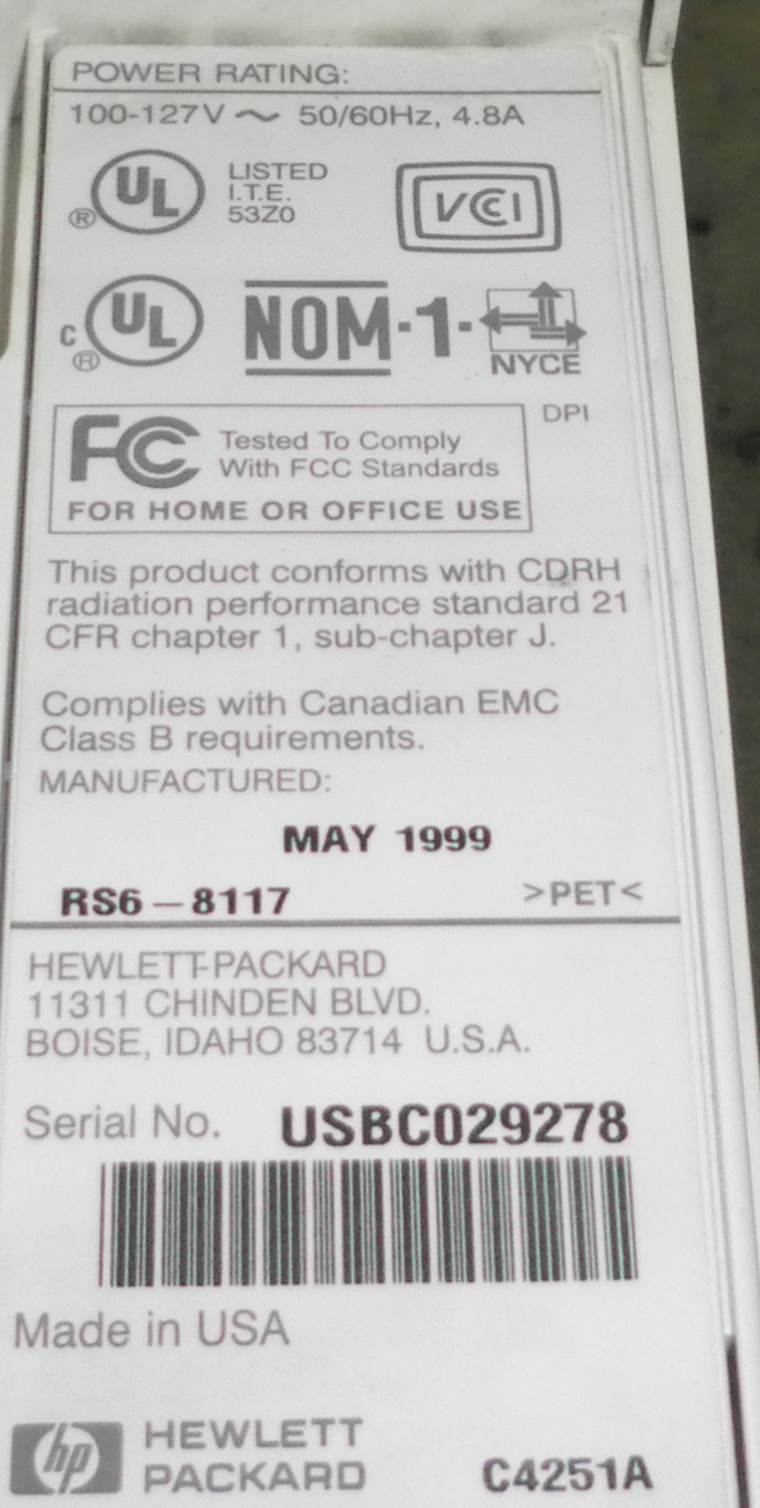 POWER RATING:
100-127V ~ 50/60Hz, 4.8A
® UL LISTED
I.T.E.
53Z0
VCCI
C UL ®
NOM-1-
NYCE
DPI
FC Tested To Comply
With FCC Standards
FOR HOME OR OFFICE USE
This product conforms with CDRH
radiation performance standard 21
CFR chapter 1, sub-chapter J.
Complies with Canadian EMC
Class B requirements.
MANUFACTURED:
MAY 1999
RS6-8117 >PET<
HEWLETT-PACKARD
11311 CHINDEN BLVD.
BOISE, IDAHO 83714 U.S.A.
Serial No. USBC029278
Made in USA
hp HEWLETT
PACKARD C4251A